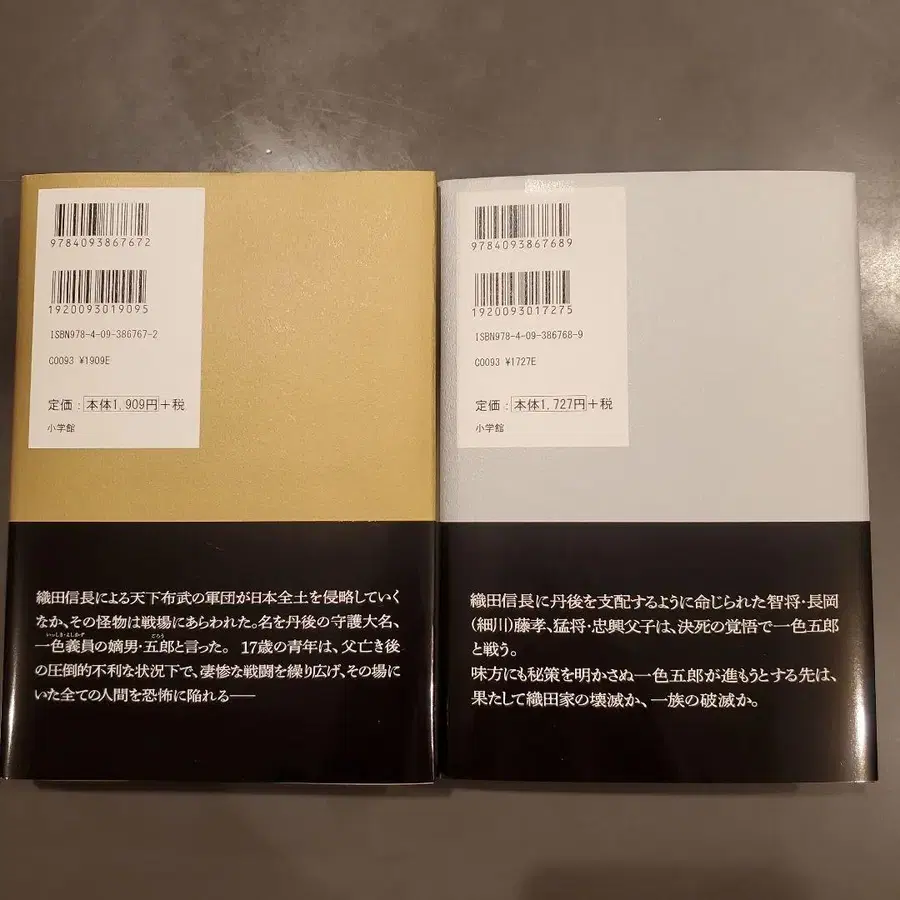 9784093867672
1920093019095
ISBN978-4-09-386767-2
C0093 ¥1909E
定価:本体1,909円+税
小学館
織田信長による天下布武の軍団が日本全土を侵略していく
なか、その怪物は戦場にあらわれた。名を丹後の守護大名、
いっしき・よしかず ごろう
一色義員の嫡男・五郎と言った。 17歳の青年は、父亡き後
の圧倒的不利な状況下で、凄惨な戦闘を繰り広げ、その場に
いた全ての人間を恐怖に陥れる──
9784093867689
1920093017275
ISBN978-4-09-386768-9
C0093 ¥1727E
定価:本体1,727円+税
小学館
織田信長に丹後を支配するように命じられた智将・長岡
(細川)藤孝、猛将・忠興父子は、決死の覚悟で一色五郎
と戦う。
味方にも秘策を明かさぬ一色五郎が進もうとする先は、
果たして織田家の壊滅か、一族の破滅か。